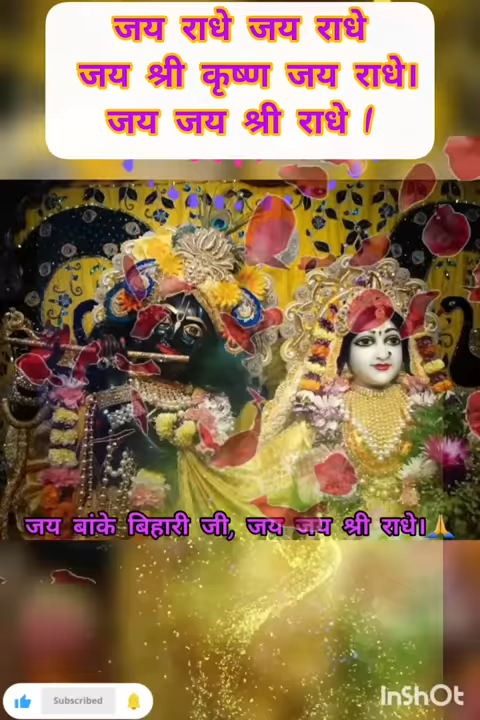 जय राधे जय राधे
जय श्री कृष्ण जय राधे।
जय जय श्री राधे !
जय बांके बिहारी जी, जय जय श्री राधे।🙏
Subscribed
InShOt